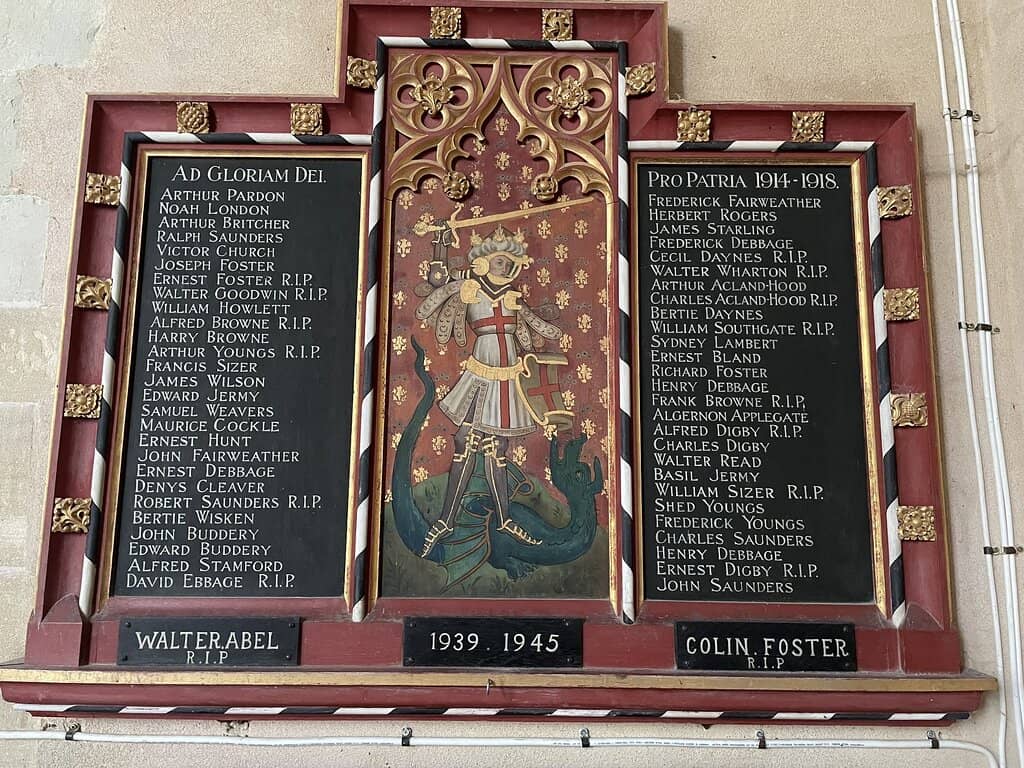 AD GLORIAM DEI.
ARTHUR PARDON
NOAH LONDON
ARTHUR BRITCHER
RALPH SAUNDERS
VICTOR CHURCH
JOSEPH FOSTER
ERNEST FOSTER R.I.P.
WALTER GOODWIN R.I.P.
WILLIAM HOWLETT
ALFRED BROWNE R.I.P.
HARRY BROWNE
ARTHUR YOUNGS R.I.P.
FRANCIS SIZER
JAMES WILSON
EDWARD JERMY
SAMUEL WEAVERS
MAURICE COCKLE
ERNEST HUNT
JOHN FAIRWEATHER
ERNEST DEBBAGE
DENYS CLEAVER
ROBERT SAUNDERS R.I.P.
BERTIE WISKEN
JOHN BUDDERY
EDWARD BUDDERY
ALFRED STAMFORD
DAVID EBBAGE R.I.P.
PRO PATRIA 1914-1918.
FREDERICK FAIRWEATHER
HERBERT ROGERS
JAMES STARLING
FREDERICK DEBBAGE
CECIL DAYNES R.I.P.
WALTER WHARTON R.I.P.
ARTHUR ACLAND-HOOD
CHARLES ACLAND-HOOD R.I.P.
BERTIE DAYNES
WILLIAM SOUTHGATE R.I.P.
SYDNEY LAMBERT
ERNEST BLAND
RICHARD FOSTER
HENRY DEBBAGE
FRANK BROWNE R.I.P.
ALGERNON APPLEGATE
ALFRED DIGBY R.I.P.
CHARLES DIGBY
WALTER READ
BASIL JERMY
WILLIAM SIZER R.I.P.
SHED YOUNGS
FREDERICK YOUNGS
CHARLES SAUNDERS
HENRY DEBBAGE
ERNEST DIGBY R.I.P.
JOHN SAUNDERS
WALTER.ABEL
R.I.P
1939 . 1945
COLIN. FOSTER
R.I.P